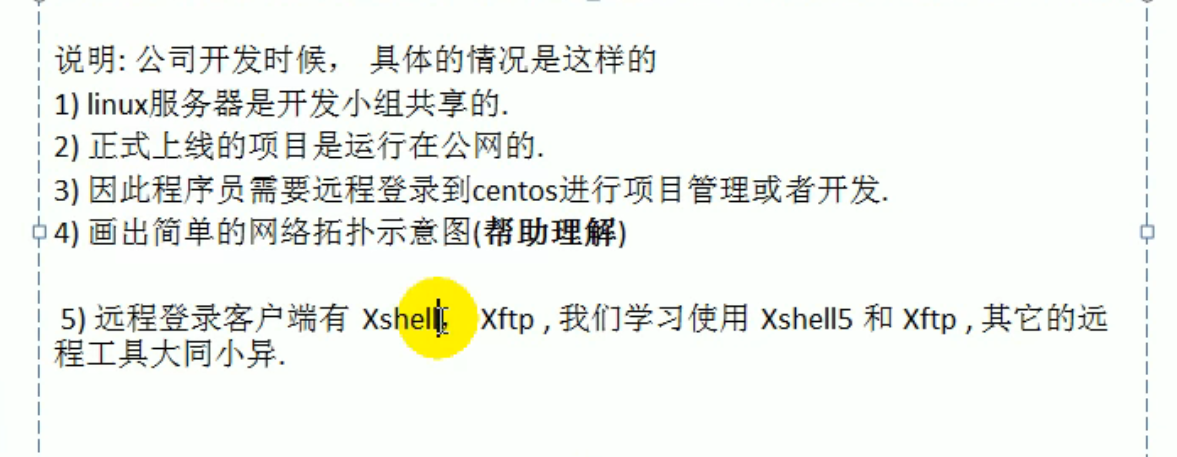 说明: 公司开发时候， 具体的情况是这样的
1) linux服务器是开发小组共享的.
2) 正式上线的项目是运行在公网的.
3) 因此程序员需要远程登录到centos进行项目管理或者开发.
4) 画出简单的网络拓扑示意图(帮助理解)
5) 远程登录客户端有 Xshell， Xftp , 我们学习使用 Xshell5 和 Xftp , 其它的远
程工具大同小异.